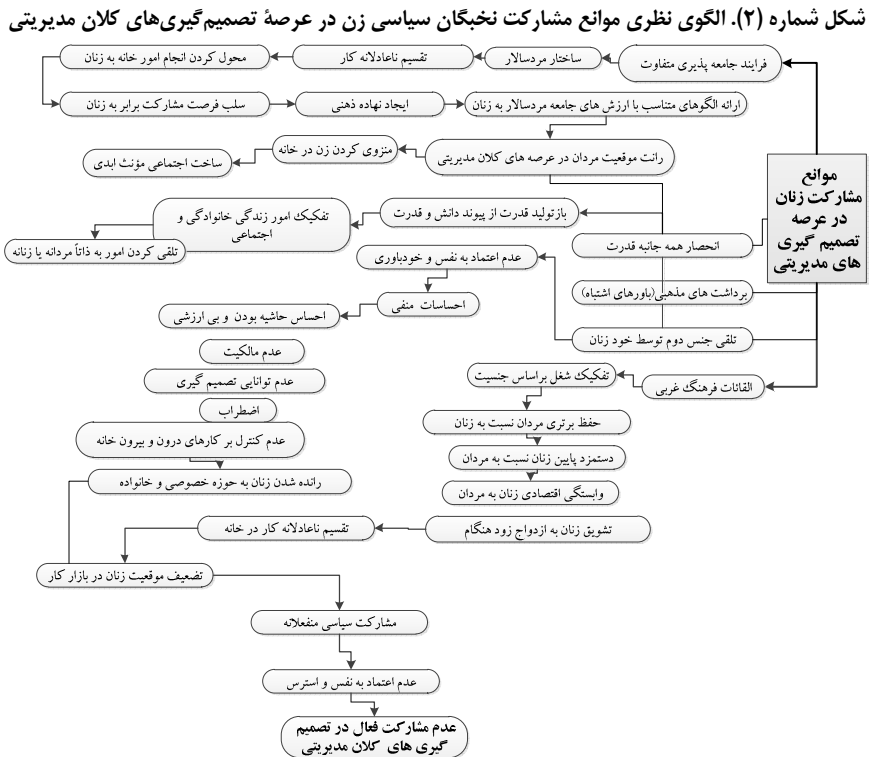 شکل شماره (۲). الگوی نظری موانع مشارکت نخبگان سیاسی زن در عرصهٔ تصمیم‌گیری‌های کلان مدیریتی
فرایند جامعه پذیری متفاوت
ساختار مردسالار
تقسیم ناعادلانه کار
محول کردن انجام امور خانه به زنان
ارائه الگوهای متناسب با ارزش های جامعه مردسالار به زنان
ایجاد نهاده ذهنی
سلب فرصت مشارکت برابر به زنان
رانت موقعیت مردان در عرصه های کلان مدیریتی
منزوی کردن زن در خانه
ساخت اجتماعی مؤنث ابدی
موانع
مشارکت
زنان
در عرصه
تصمیم گیری
های مدیریتی
بازتولید قدرت از پیوند دانش و قدرت
تفکیک امور زندگی خانوادگی و
اجتماعی
تلقی کردن امور به ذاتاً مردانه یا زنانه
انحصار همه جانبه قدرت
عدم اعتماد به نفس و خودباوری
برداشت های مذهبی(باورهای اشتباه)
احساسات منفی
احساس حاشیه بودن و بی ارزشی
تلقی جنس دوم توسط خود زنان
عدم مالکیت
عدم توانایی تصمیم گیری
اضطراب
عدم کنترل بر کارهای درون و بیرون خانه
رانده شدن زنان به حوزه خصوصی و خانواده
القائات فرهنگ غربی
تفکیک شغل براساس جنسیت
حفظ برتری مردان نسبت به زنان
دستمزد پایین زنان نسبت به مردان
وابستگی اقتصادی زنان به مردان
تشویق زنان به ازدواج زود هنگام
تقسیم ناعادلانه کار در خانه
تضعیف موقعیت زنان در بازار کار
مشارکت سیاسی منفعلانه
عدم اعتماد به نفس و استرس
عدم مشارکت فعال در تصمیم
گیری های کلان مدیریتی